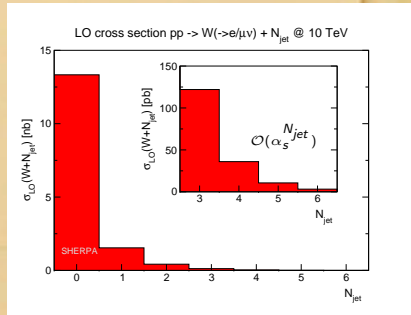 LO cross section pp -> W(->e/μν) + N_jet @ 10 TeV
σ_LO(W+N_jet) [nb]
15
10
5
0
SHERPA
0 1 2 3 4 5 6
N_jet
σ_LO(W+N_jet) [pb]
150
100
50
0
𝒪(α_s^{N_jet})
3 4 5 6
N_jet